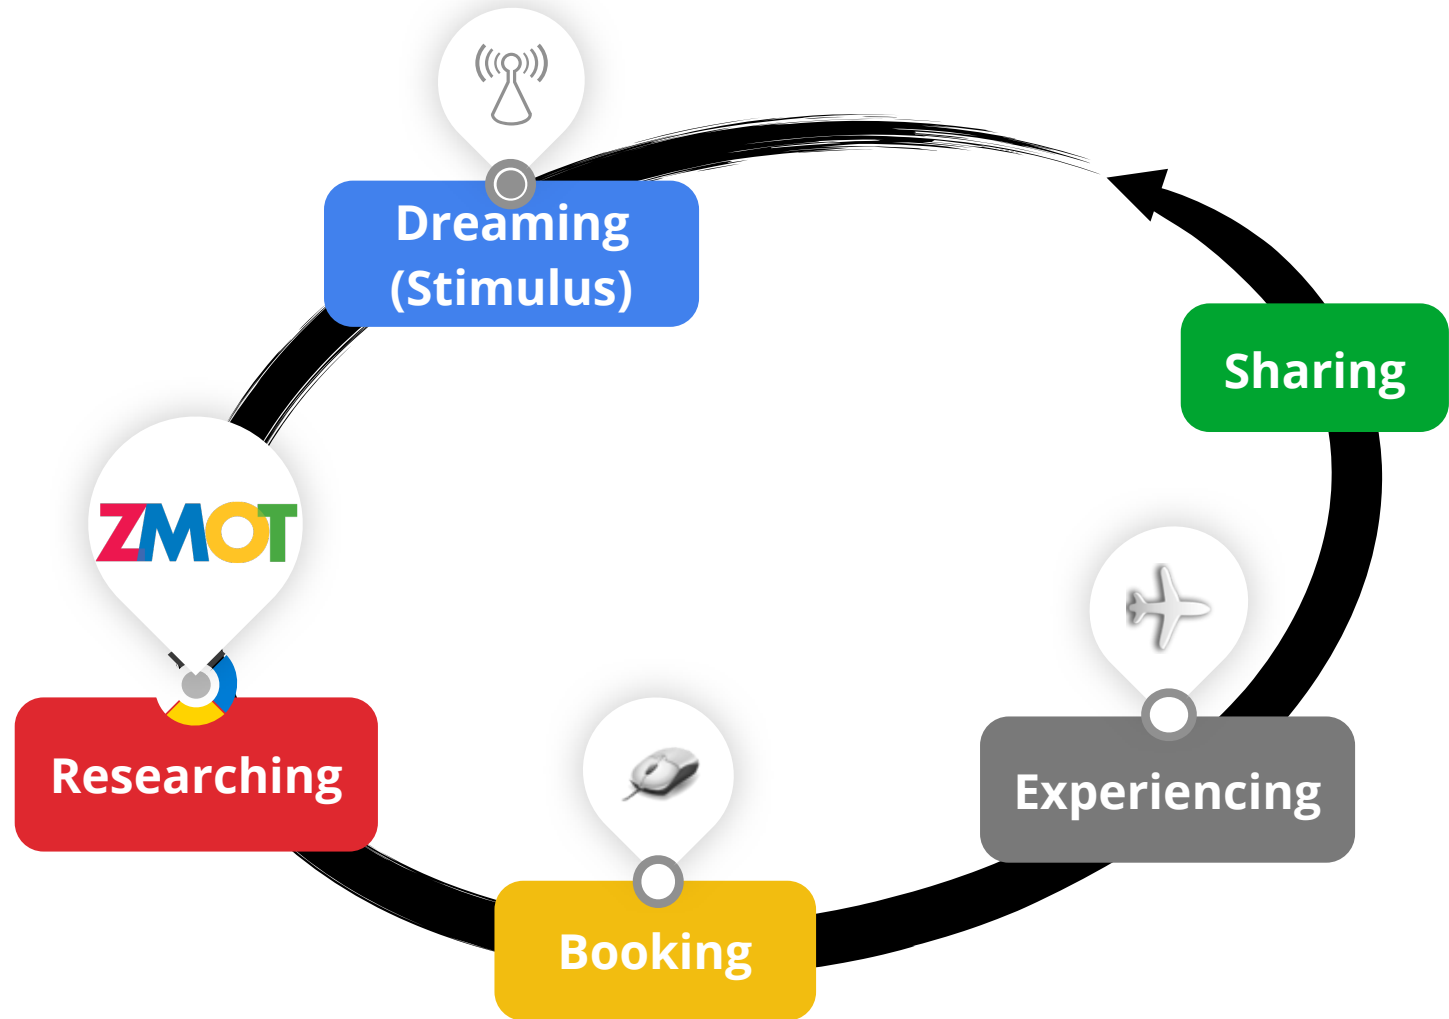 Dreaming
(Stimulus)
Sharing
ZMOT
Researching
Experiencing
Booking